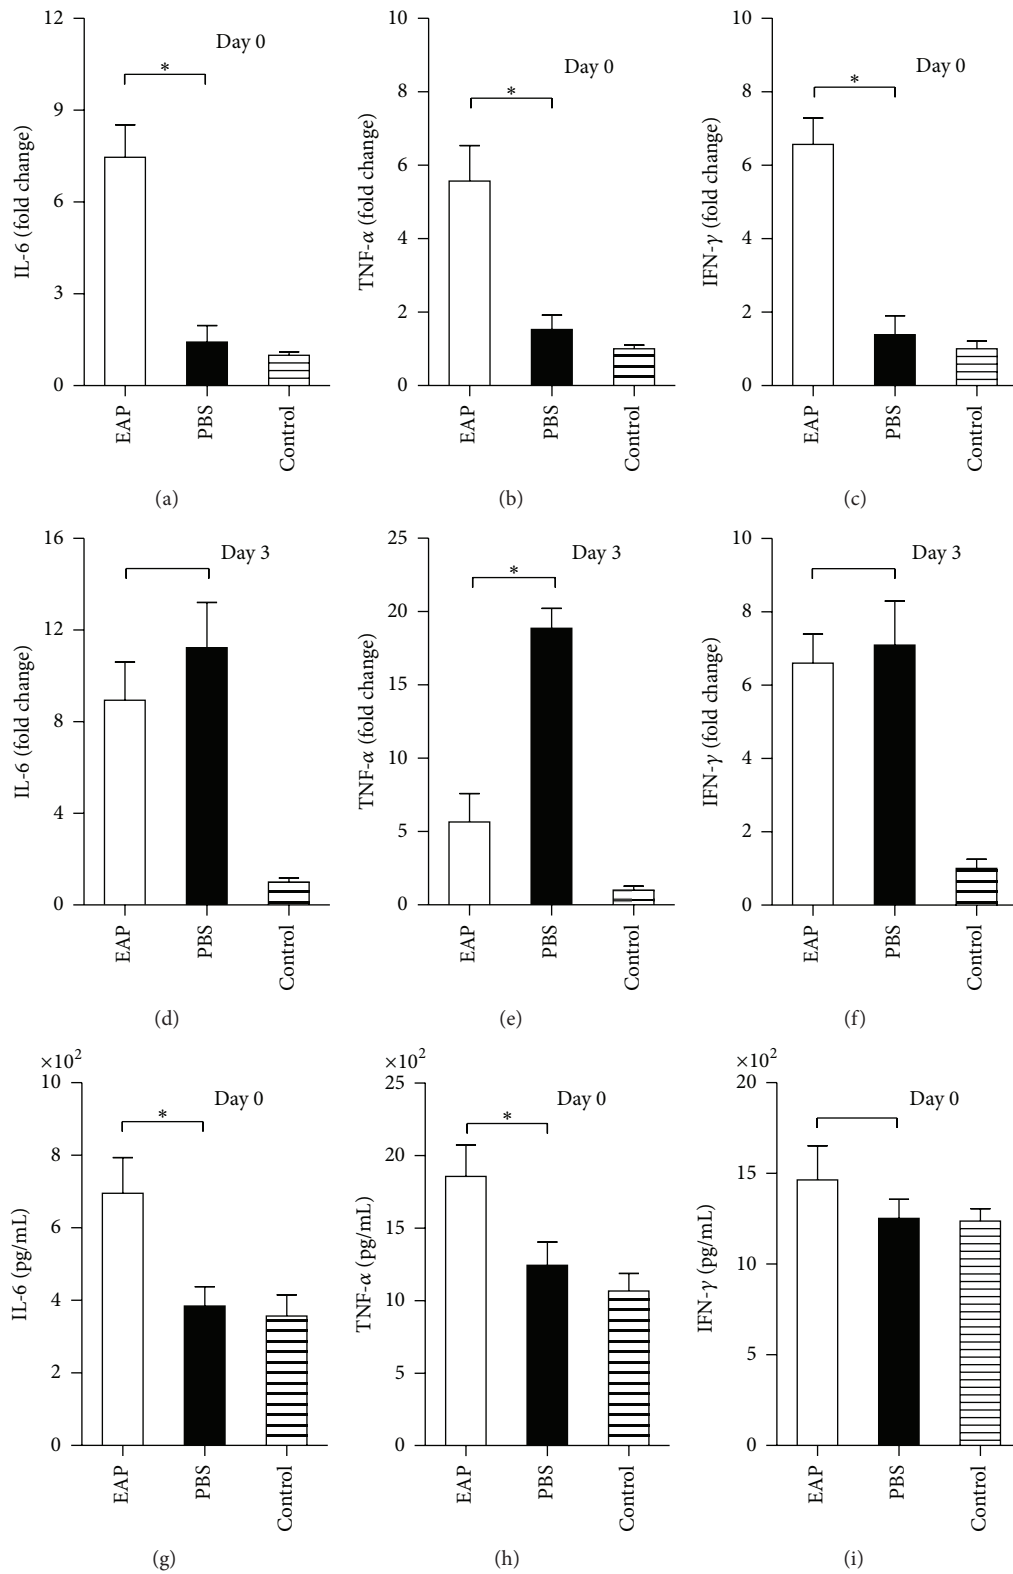 IL-6 (fold change)
12
9
6
3
0
Day 0
*
EAP
PBS
Control
(a)
TNF-α (fold change)
10
8
6
4
2
0
Day 0
*
EAP
PBS
Control
(b)
IFN-γ (fold change)
10
8
6
4
2
0
Day 0
*
EAP
PBS
Control
(c)
IL-6 (fold change)
16
12
8
4
0
Day 3
EAP
PBS
Control
(d)
TNF-α (fold change)
25
20
15
10
5
0
Day 3
*
EAP
PBS
Control
(e)
IFN-γ (fold change)
10
8
6
4
2
0
Day 3
EAP
PBS
Control
(f)
×10²
IL-6 (pg/mL)
10
8
6
4
2
0
Day 0
*
EAP
PBS
Control
(g)
×10²
TNF-α (pg/mL)
25
20
15
10
5
0
Day 0
*
EAP
PBS
Control
(h)
×10²
IFN-γ (pg/mL)
20
15
10
5
0
Day 0
EAP
PBS
Control
(i)